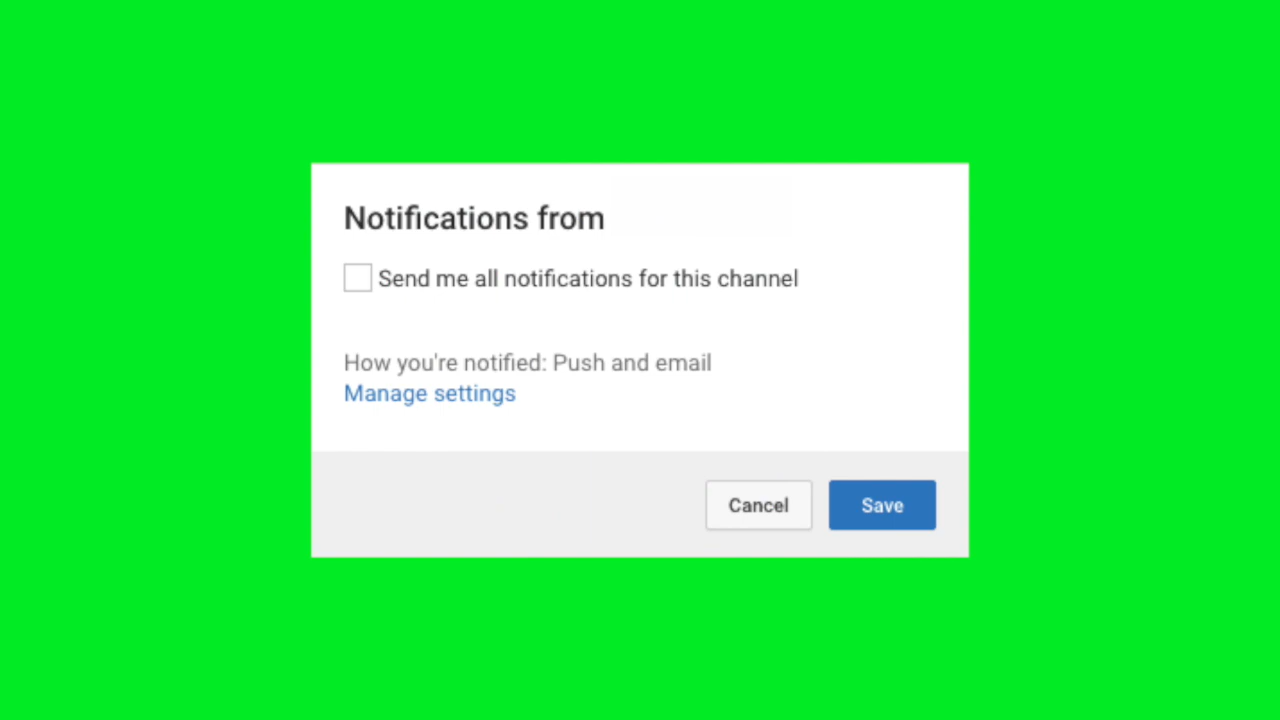 Notifications from
Send me all notifications for this channel
How you're notified: Push and email
Manage settings
Cancel Save